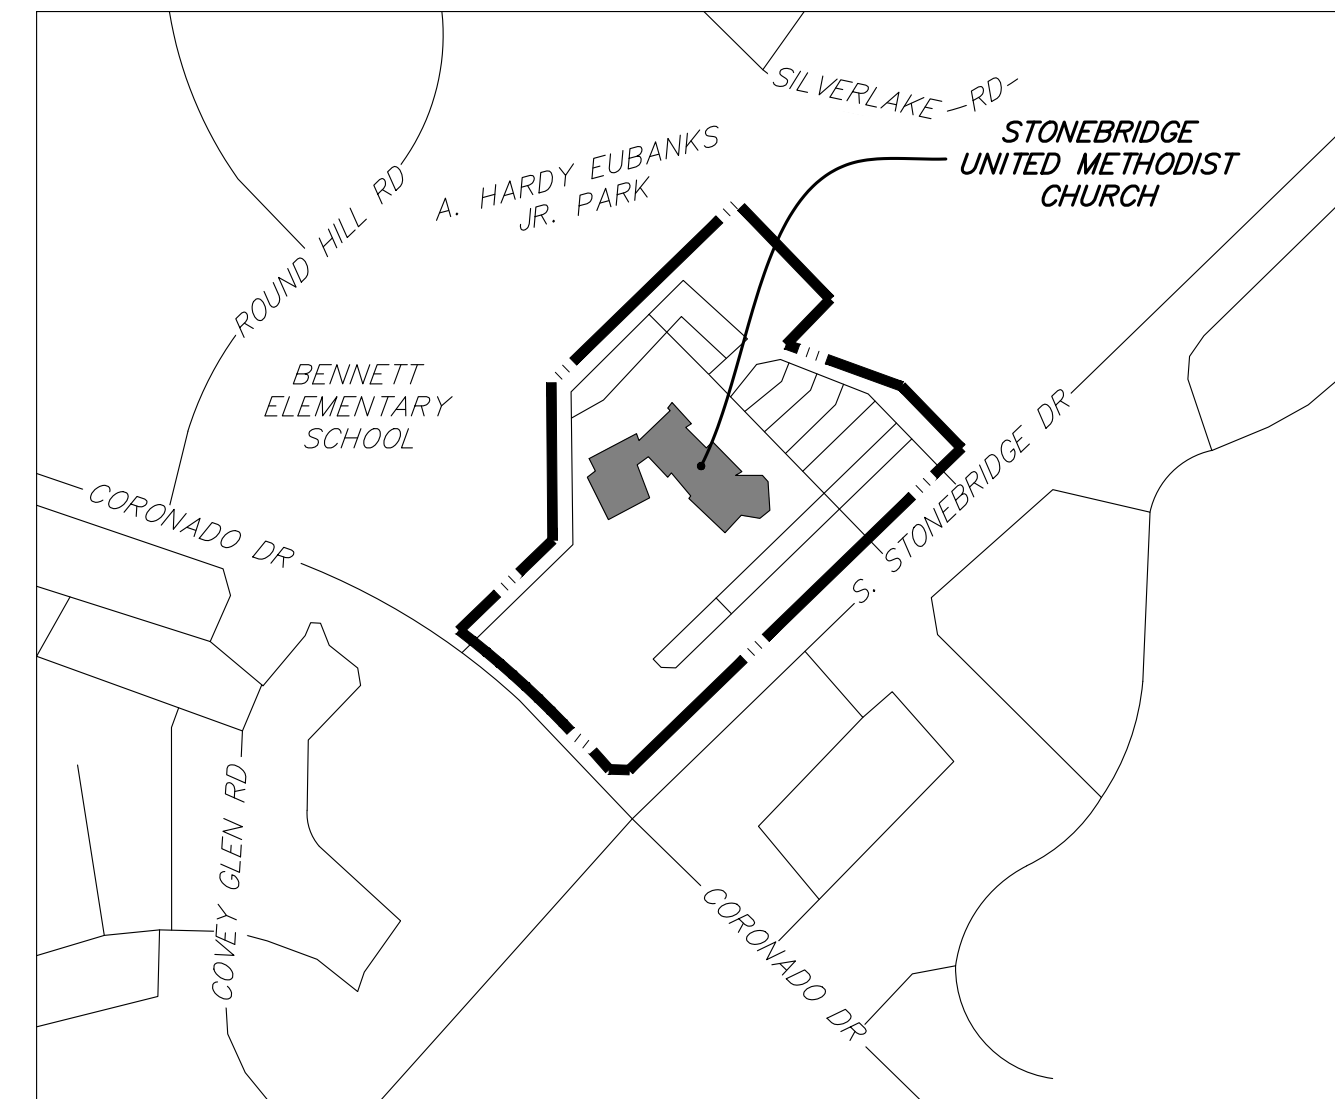 SILVERLAKE RD
STONEBRIDGE
UNITED METHODIST
CHURCH
A. HARDY EUBANKS
JR. PARK
ROUND HILL RD
BENNETT
ELEMENTARY
SCHOOL
CORONADO DR
S. STONEBRIDGE DR
COVEY GLEN RD
CORONADO DR